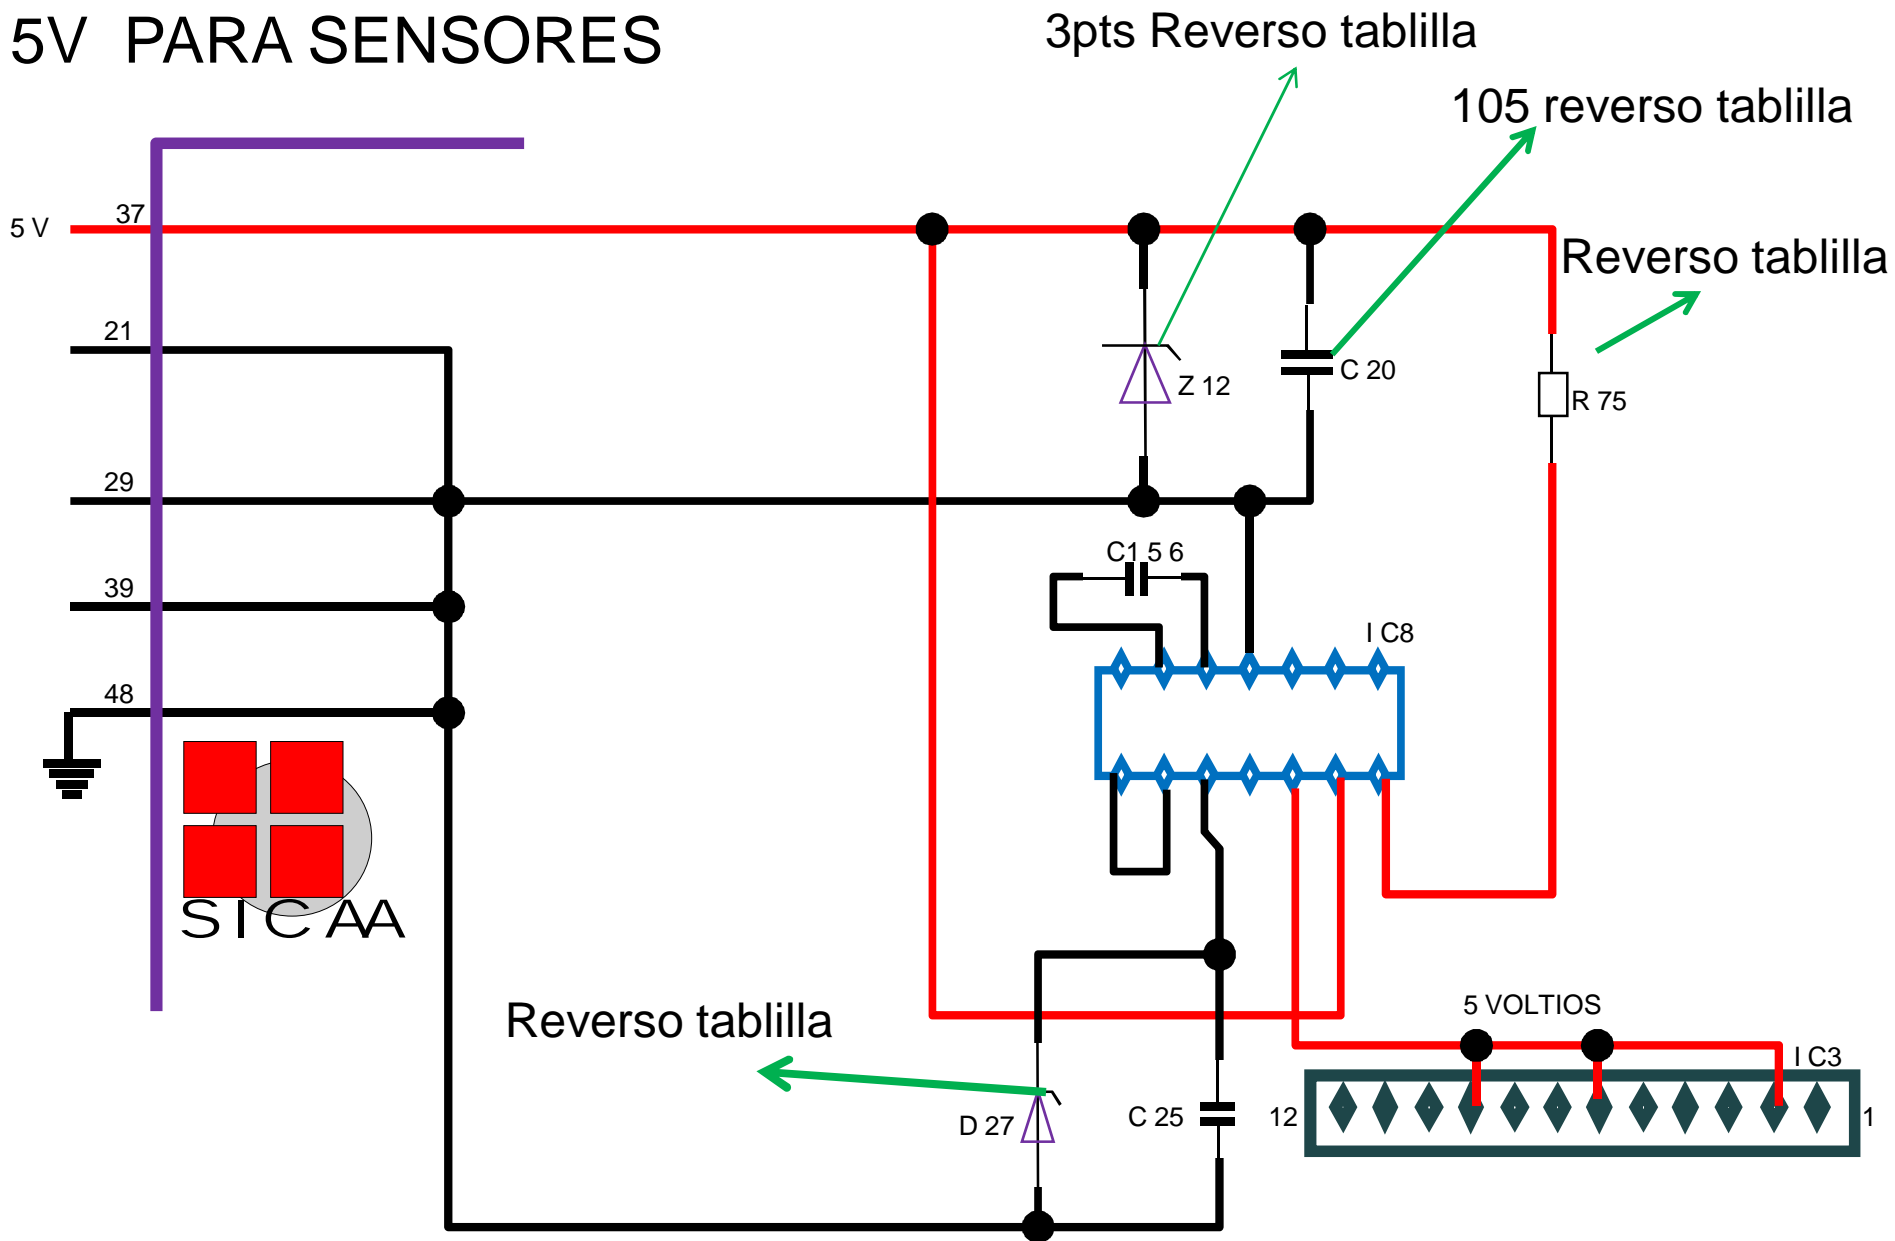 5V PARA SENSORES
3pts Reverso tablilla
105 reverso tablilla
5 V
37
Reverso tablilla
21
Z 12
C 20
R 75
29
C1 5 6
39
I C8
48
SICAA
Reverso tablilla
5 VOLTIOS
I C3
D 27
C 25
12
1